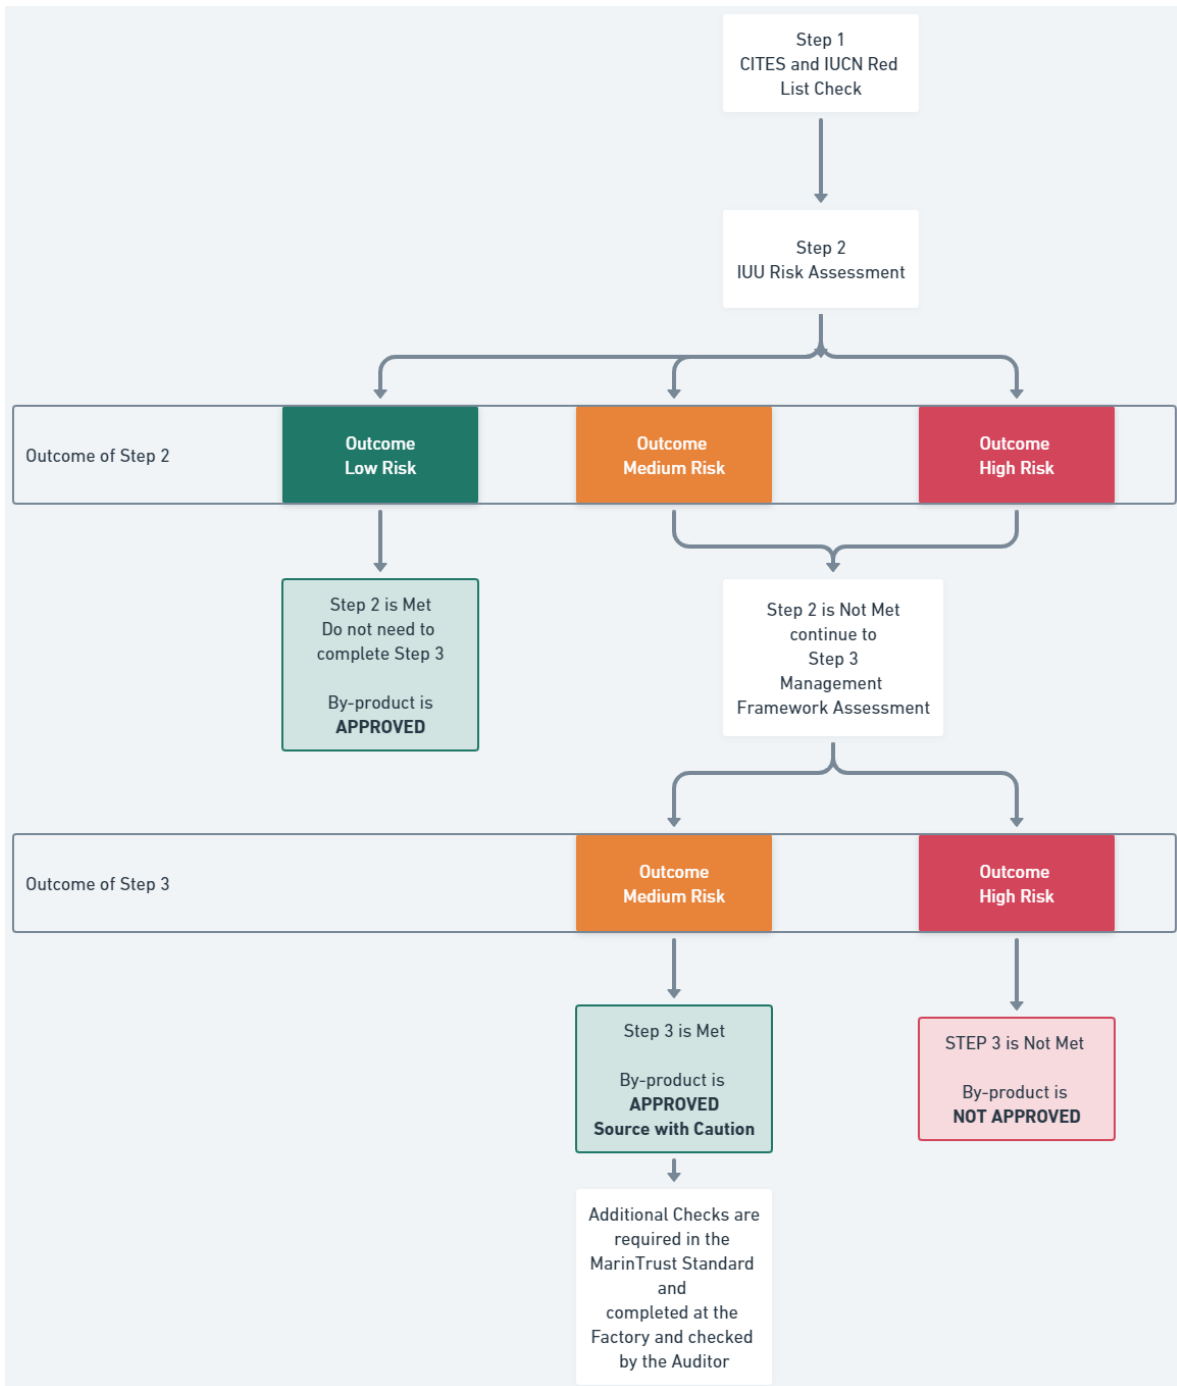 Step 1
CITES and IUCN Red
List Check
Step 2
IUU Risk Assessment
Outcome of Step 2
Outcome
Low Risk
Outcome
Medium Risk
Outcome
High Risk
Step 2 is Met
Do not need to
complete Step 3
By-product is
APPROVED
Step 2 is Not Met
continue to
Step 3
Management
Framework Assessment
Outcome of Step 3
Outcome
Medium Risk
Outcome
High Risk
Step 3 is Met
By-product is
APPROVED
Source with Caution
STEP 3 is Not Met
By-product is
NOT APPROVED
Additional Checks are
required in the
MarinTrust Standard
and
completed at the
Factory and checked
by the Auditor